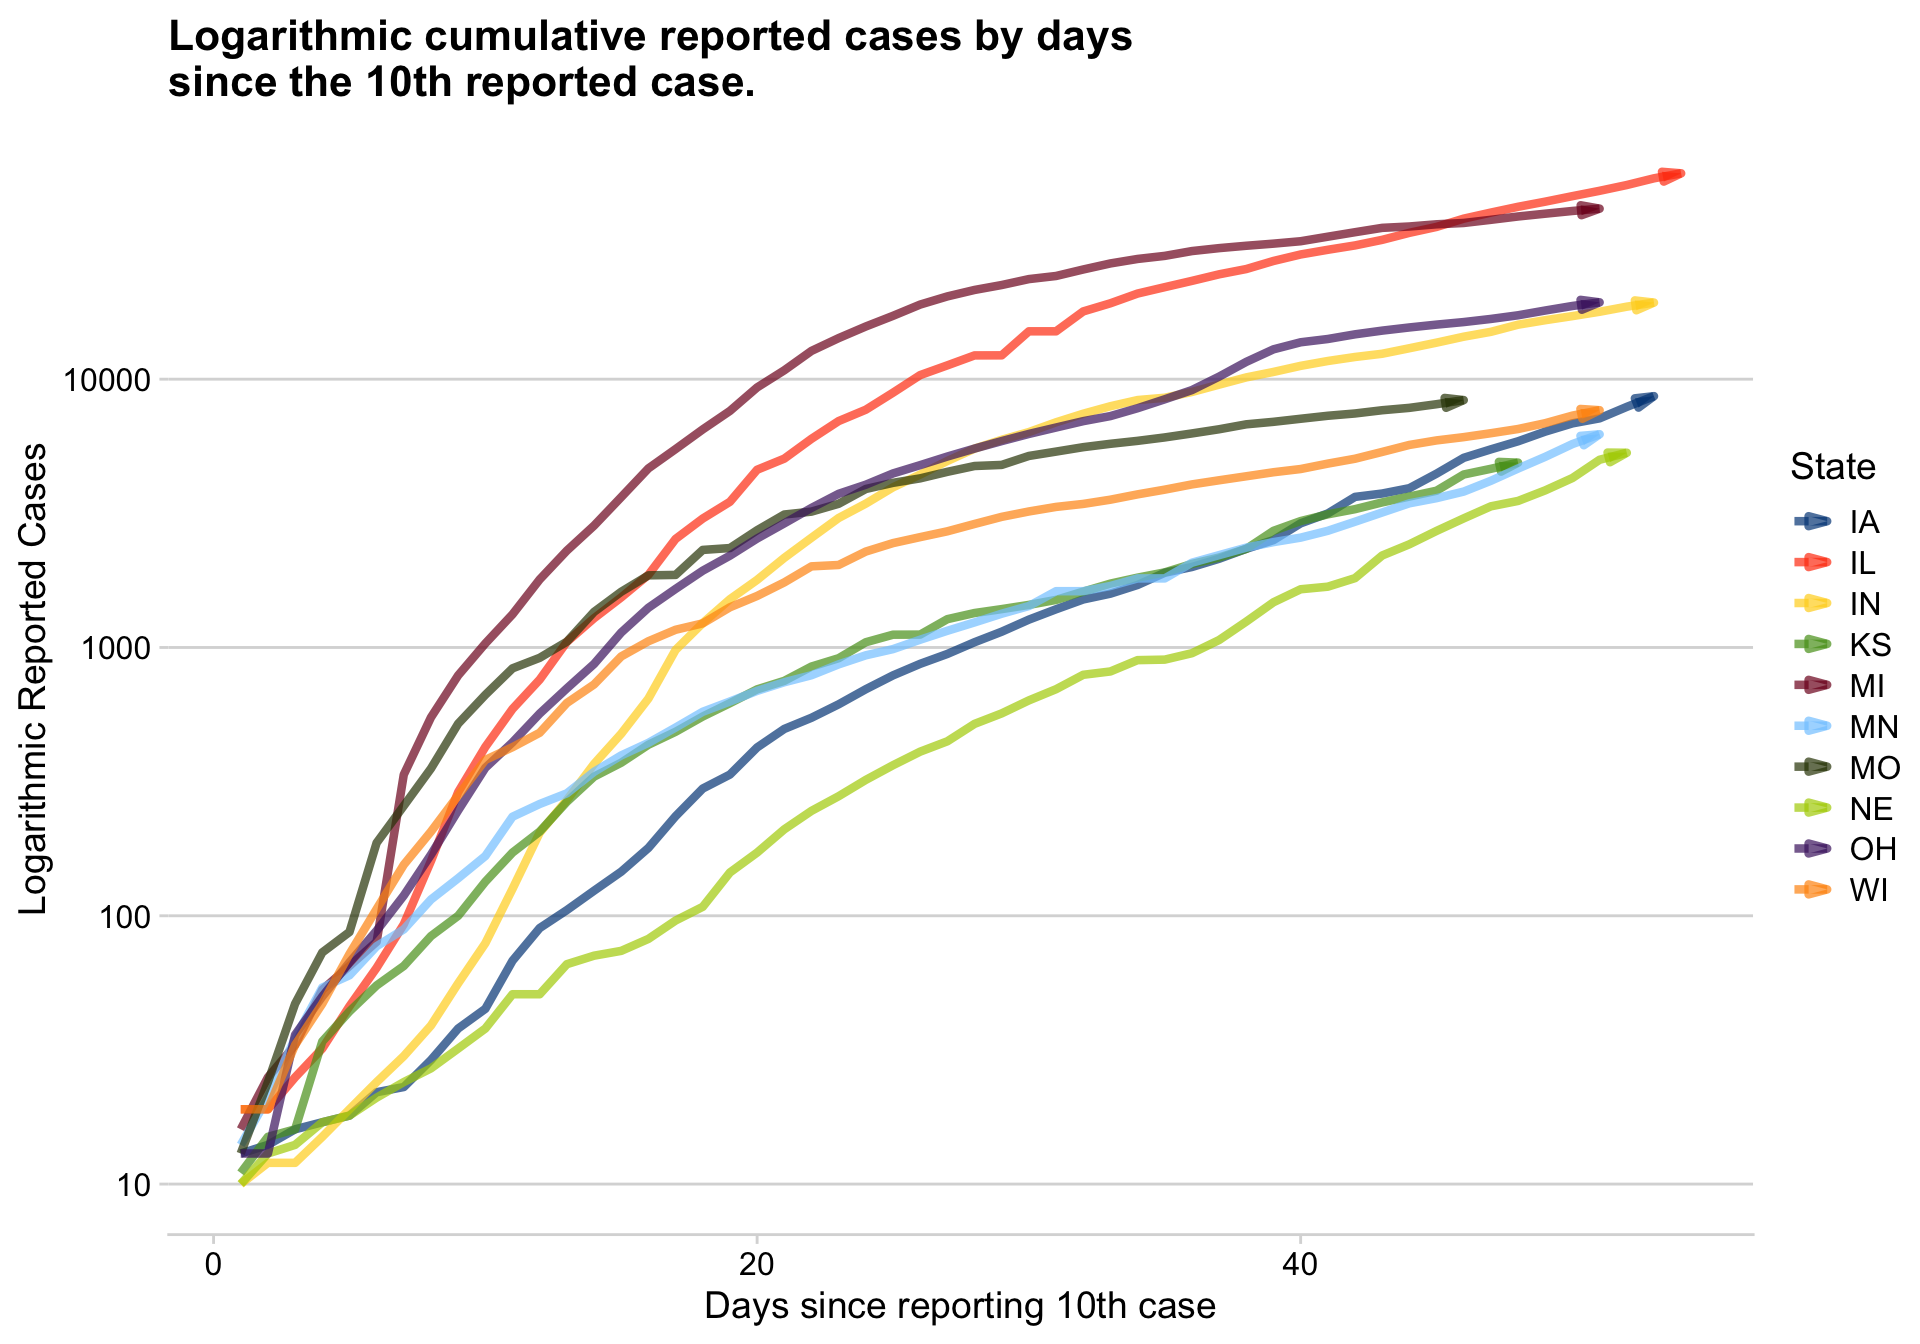 Logarithmic cumulative reported cases by days
since the 10th reported case.
Logarithmic Reported Cases
10000
1000
100
10
0
20
40
Days since reporting 10th case
State
IA
IL
IN
KS
MI
MN
MO
NE
OH
WI